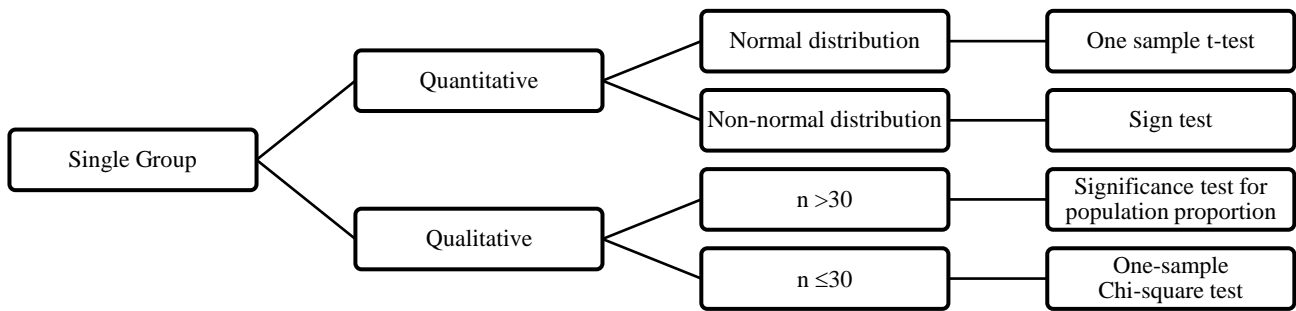 Single Group
Quantitative
Qualitative
Normal distribution
Non-normal distribution
n >30
n ≤30
One sample t-test
Sign test
Significance test for
population proportion
One-sample
Chi-square test